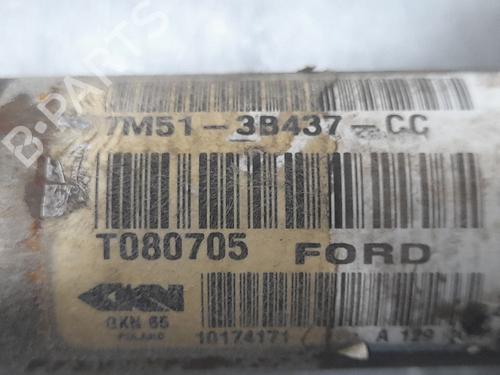 B-PARTS
7M51-3B437-CC
T080705 FORD
GKN
GKN 65
POLAND
10174171